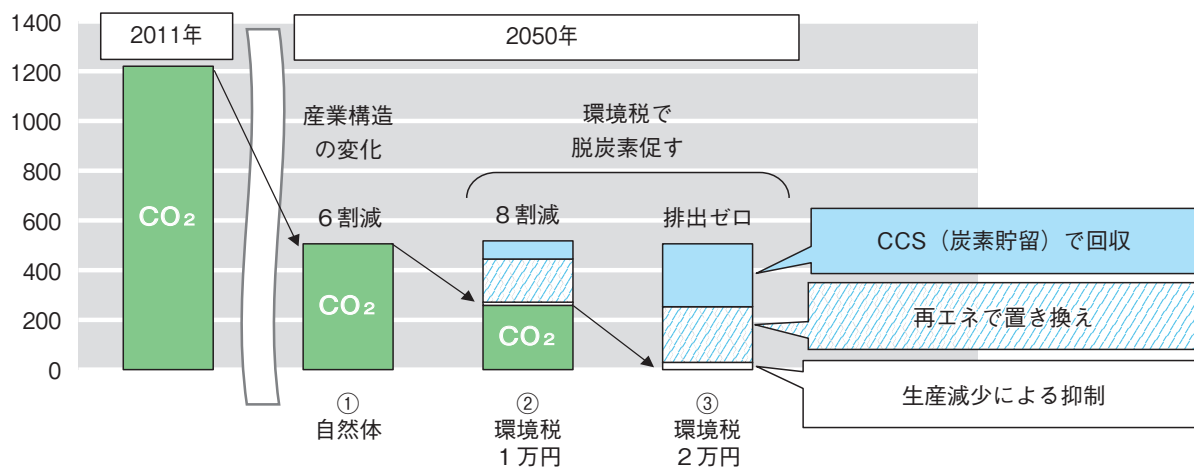 1400
1200
1000
800
600
400
200
0
2011年
2050年
産業構造
の変化
環境税で
脱炭素促す
6割減
8割減
排出ゼロ
CO₂
CO₂
CO₂
CCS（炭素貯留）で回収
再エネで置き換え
生産減少による抑制
①
自然体
②
環境税
1万円
③
環境税
2万円